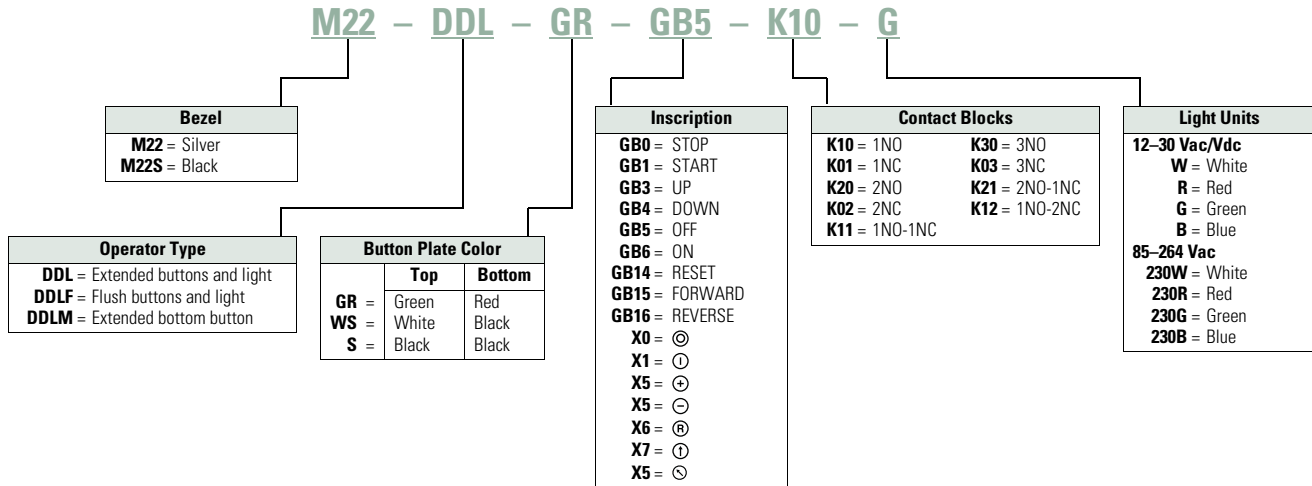 M22 – DDL – GR – GB5 – K10 – G
Bezel
M22 = Silver
M22S = Black
Operator Type
DDL = Extended buttons and light
DDLF = Flush buttons and light
DDLM = Extended bottom button
Button Plate Color
Top Bottom
GR = Green Red
WS = White Black
S = Black Black
Inscription
GB0 = STOP
GB1 = START
GB3 = UP
GB4 = DOWN
GB5 = OFF
GB6 = ON
GB14 = RESET
GB15 = FORWARD
GB16 = REVERSE
X0 = ⌾
X1 = ⏼
X5 = ⊕
X5 = ⊖
X6 = ®
X7 = ↑
X5 = ⍉
Contact Blocks
K10 = 1NO K30 = 3NO
K01 = 1NC K03 = 3NC
K20 = 2NO K21 = 2NO-1NC
K02 = 2NC K12 = 1NO-2NC
K11 = 1NO-1NC
Light Units
12–30 Vac/Vdc
W = White
R = Red
G = Green
B = Blue
85–264 Vac
230W = White
230R = Red
230G = Green
230B = Blue